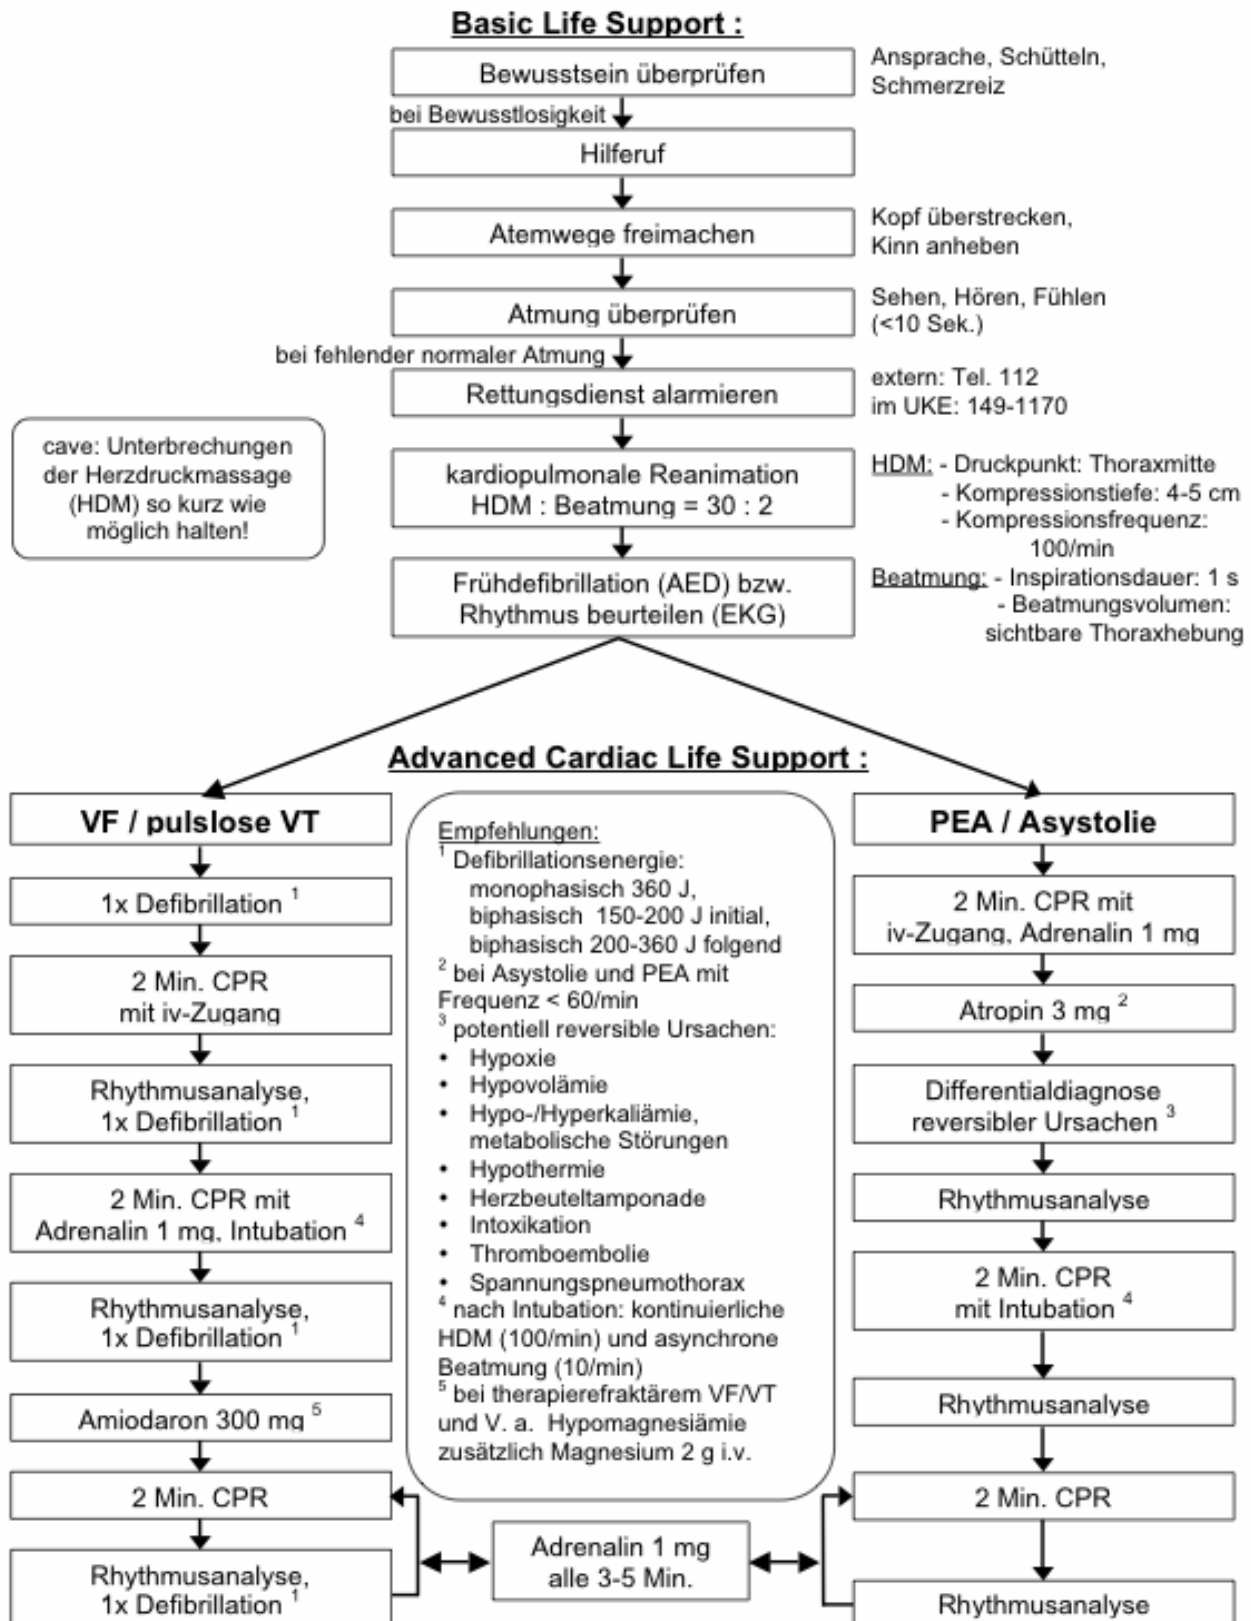 Basic Life Support :
Bewusstsein überprüfen
Ansprache, Schütteln,
Schmerzreiz
bei Bewusstlosigkeit
Hilferuf
Atemwege freimachen
Kopf überstrecken,
Kinn anheben
Atmung überprüfen
Sehen, Hören, Fühlen
(<10 Sek.)
bei fehlender normaler Atmung
Rettungsdienst alarmieren
extern: Tel. 112
im UKE: 149-1170
cave: Unterbrechungen
der Herzdruckmassage
(HDM) so kurz wie
möglich halten!
kardiopulmonale Reanimation
HDM : Beatmung = 30 : 2
HDM: - Druckpunkt: Thoraxmitte
- Kompressionstiefe: 4-5 cm
- Kompressionsfrequenz:
100/min
Frühdefibrillation (AED) bzw.
Rhythmus beurteilen (EKG)
Beatmung: - Inspirationsdauer: 1 s
- Beatmungsvolumen:
sichtbare Thoraxhebung
Advanced Cardiac Life Support :
VF / pulslose VT
1x Defibrillation ¹
2 Min. CPR
mit iv-Zugang
Rhythmusanalyse,
1x Defibrillation ¹
2 Min. CPR mit
Adrenalin 1 mg, Intubation ⁴
Rhythmusanalyse,
1x Defibrillation ¹
Amiodaron 300 mg ⁵
2 Min. CPR
Rhythmusanalyse,
1x Defibrillation ¹
Empfehlungen:
¹ Defibrillationsenergie:
monophasisch 360 J,
biphasisch 150-200 J initial,
biphasisch 200-360 J folgend
² bei Asystolie und PEA mit
Frequenz < 60/min
³ potentiell reversible Ursachen:
• Hypoxie
• Hypovolämie
• Hypo-/Hyperkaliämie,
metabolische Störungen
• Hypothermie
• Herzbeuteltamponade
• Intoxikation
• Thromboembolie
• Spannungspneumothorax
⁴ nach Intubation: kontinuierliche
HDM (100/min) und asynchrone
Beatmung (10/min)
⁵ bei therapierefraktärem VF/VT
und V. a. Hypomagnesiämie
zusätzlich Magnesium 2 g i.v.
Adrenalin 1 mg
alle 3-5 Min.
PEA / Asystolie
2 Min. CPR mit
iv-Zugang, Adrenalin 1 mg
Atropin 3 mg ²
Differentialdiagnose
reversibler Ursachen ³
Rhythmusanalyse
2 Min. CPR
mit Intubation ⁴
Rhythmusanalyse
2 Min. CPR
Rhythmusanalyse